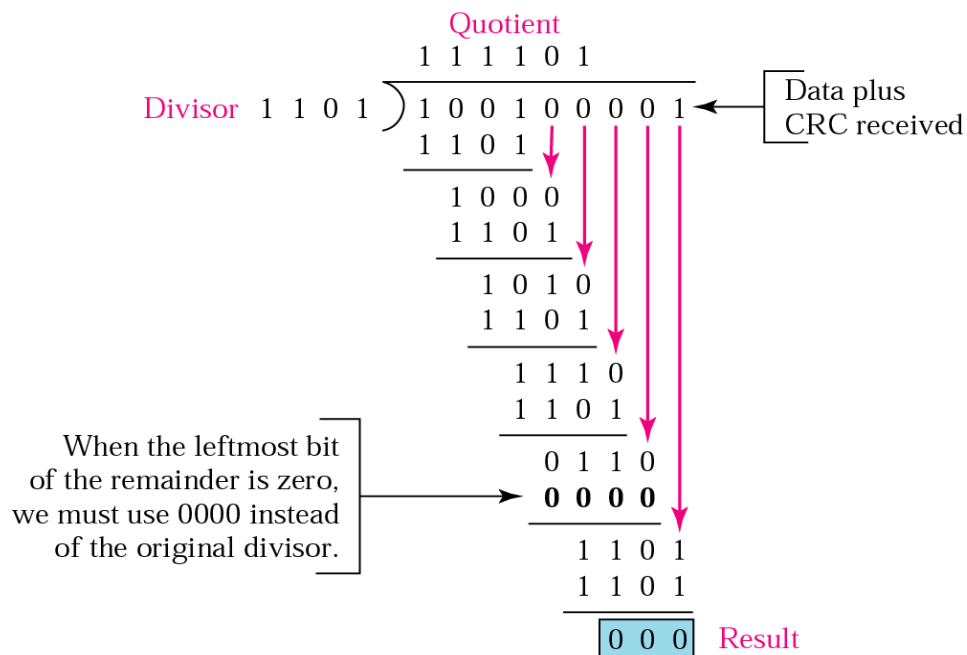 Quotient
1 1 1 1 0 1
Divisor 1 1 0 1 1 0 0 1 0 0 0 0 1
Data plus
CRC received
1 1 0 1
1 0 0 0
1 1 0 1
1 0 1 0
1 1 0 1
1 1 1 0
1 1 0 1
When the leftmost bit
of the remainder is zero,
we must use 0000 instead
of the original divisor.
0 1 1 0
0 0 0 0
1 1 0 1
1 1 0 1
0 0 0 Result